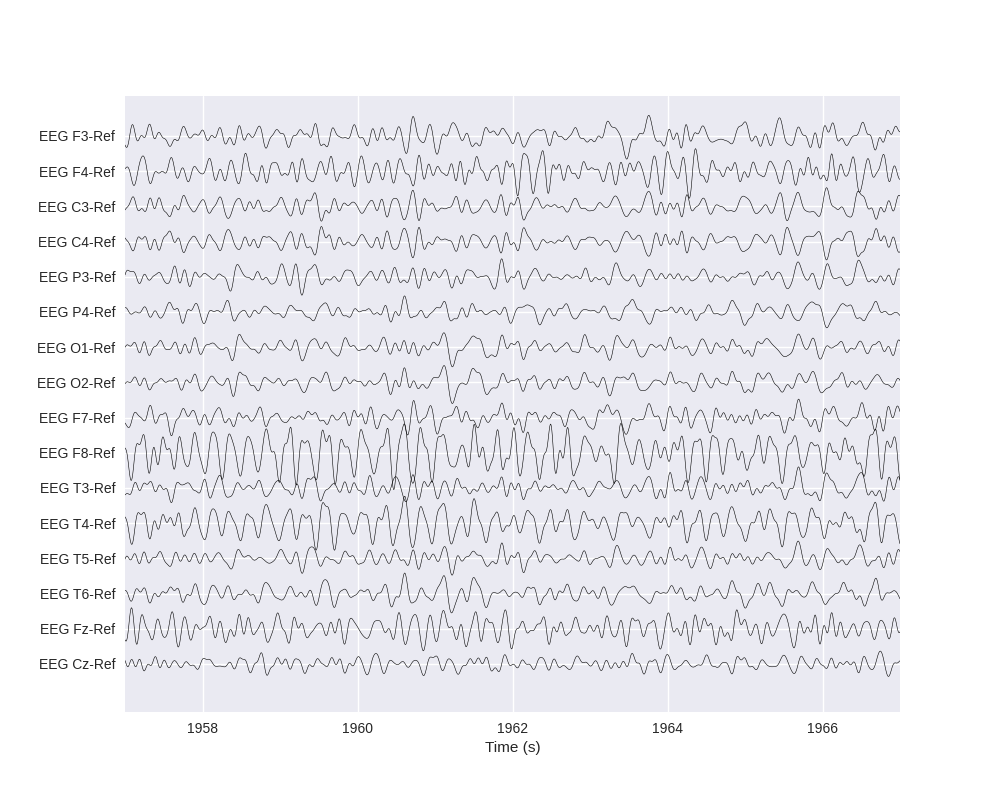 EEG F3-Ref
EEG F4-Ref
EEG C3-Ref
EEG C4-Ref
EEG P3-Ref
EEG P4-Ref
EEG O1-Ref
EEG O2-Ref
EEG F7-Ref
EEG F8-Ref
EEG T3-Ref
EEG T4-Ref
EEG T5-Ref
EEG T6-Ref
EEG Fz-Ref
EEG Cz-Ref
1958 1960 1962 1964 1966
Time (s)